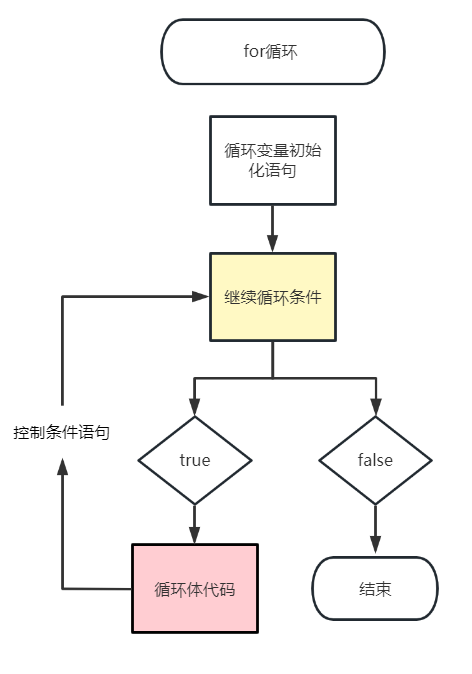 for循环
循环变量初始
化语句
继续循环条件
控制条件语句
true
false
循环体代码
结束